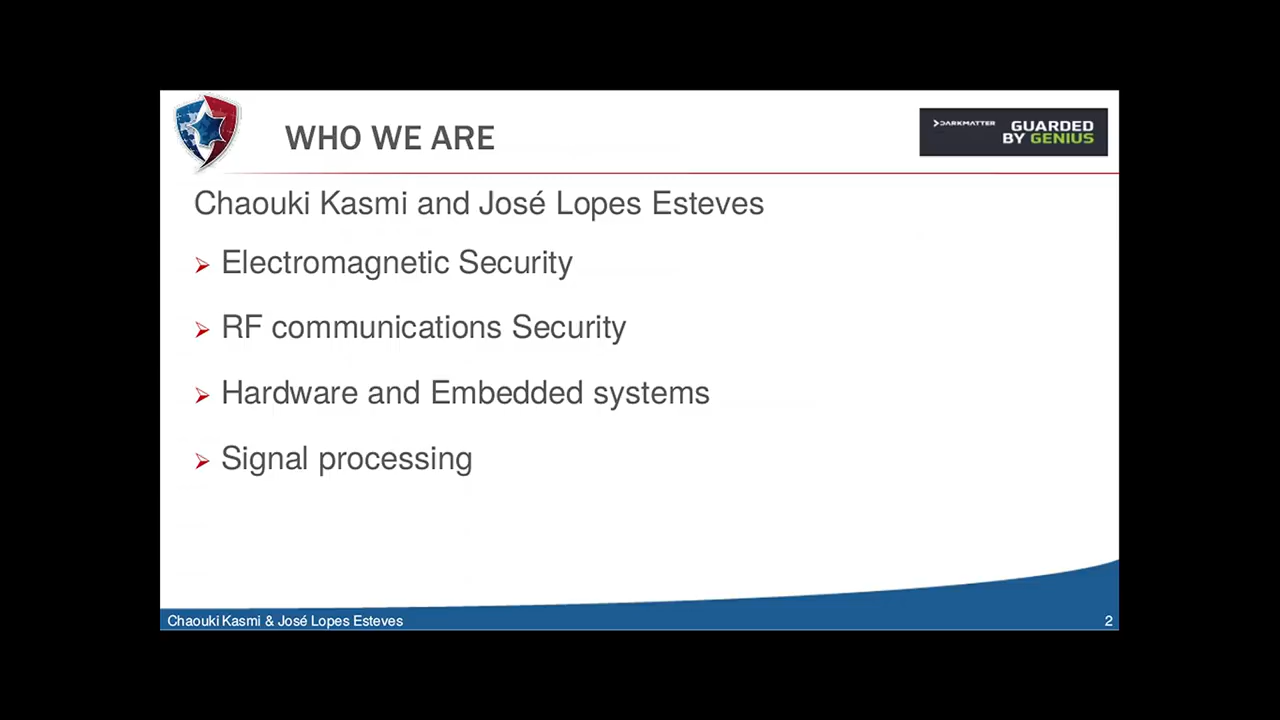 WHO WE ARE
DARKMATTER
GUARDED
BY GENIUS
Chaouki Kasmi and José Lopes Esteves
Electromagnetic Security
RF communications Security
Hardware and Embedded systems
Signal processing
Chaouki Kasmi & José Lopes Esteves
2